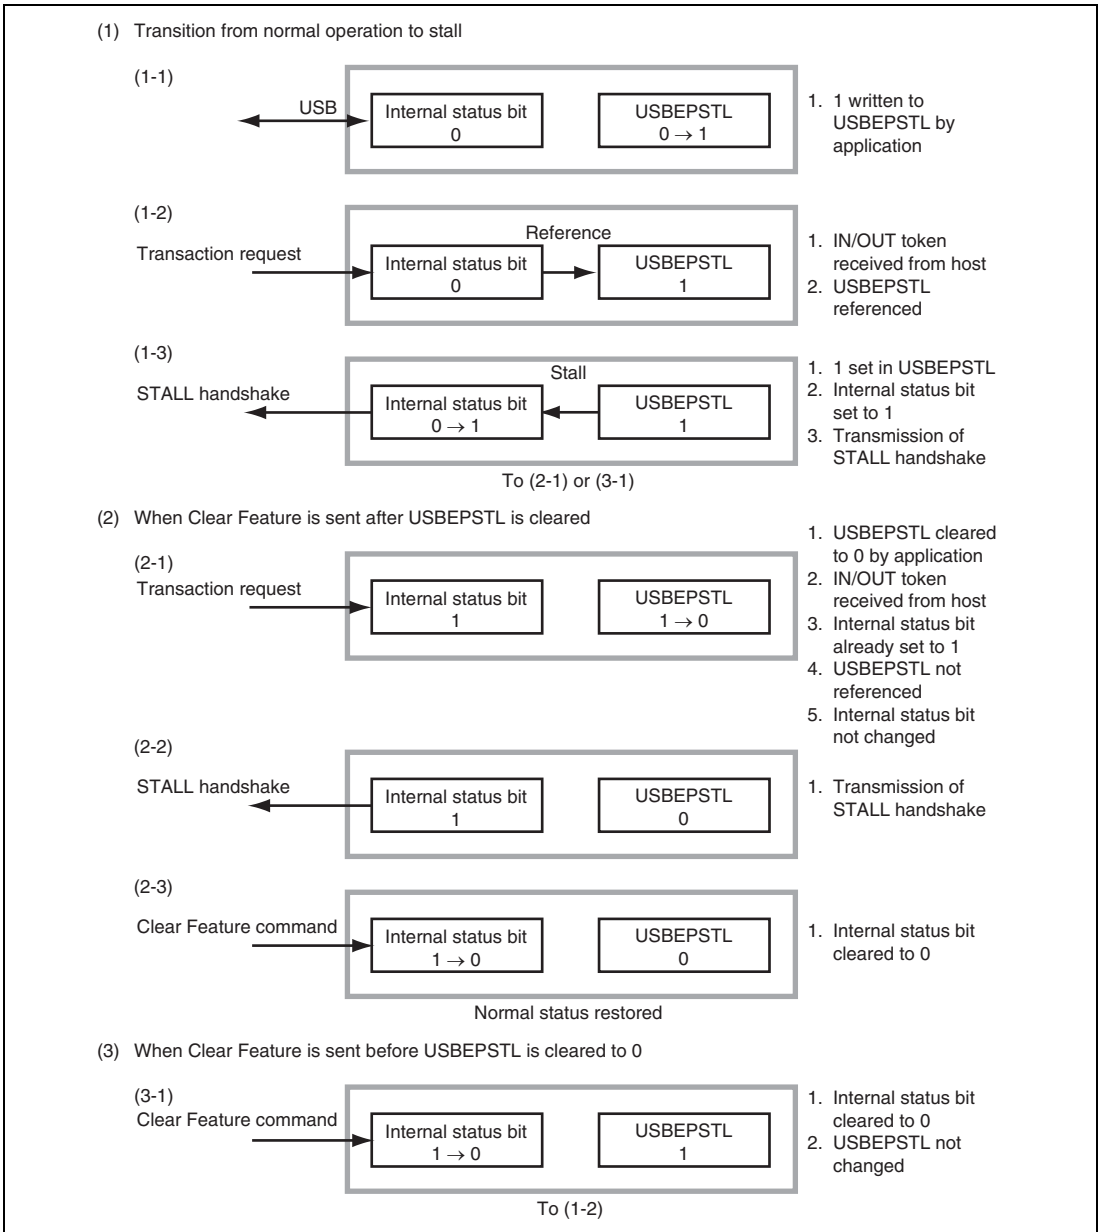 (1) Transition from normal operation to stall
(1-1)
USB
Internal status bit
0
USBEPSTL
0 → 1
1. 1 written to
USBEPSTL by
application
(1-2)
Transaction request
Reference
Internal status bit
0
USBEPSTL
1
1. IN/OUT token
received from host
2. USBEPSTL
referenced
(1-3)
STALL handshake
Stall
Internal status bit
0 → 1
USBEPSTL
1
1. 1 set in USBEPSTL
2. Internal status bit
set to 1
3. Transmission of
STALL handshake
To (2-1) or (3-1)
(2) When Clear Feature is sent after USBEPSTL is cleared
(2-1)
Transaction request
Internal status bit
1
USBEPSTL
1 → 0
1. USBEPSTL cleared
to 0 by application
2. IN/OUT token
received from host
3. Internal status bit
already set to 1
4. USBEPSTL not
referenced
5. Internal status bit
not changed
(2-2)
STALL handshake
Internal status bit
1
USBEPSTL
0
1. Transmission of
STALL handshake
(2-3)
Clear Feature command
Internal status bit
1 → 0
USBEPSTL
0
1. Internal status bit
cleared to 0
Normal status restored
(3) When Clear Feature is sent before USBEPSTL is cleared to 0
(3-1)
Clear Feature command
Internal status bit
1 → 0
USBEPSTL
1
1. Internal status bit
cleared to 0
2. USBEPSTL not
changed
To (1-2)